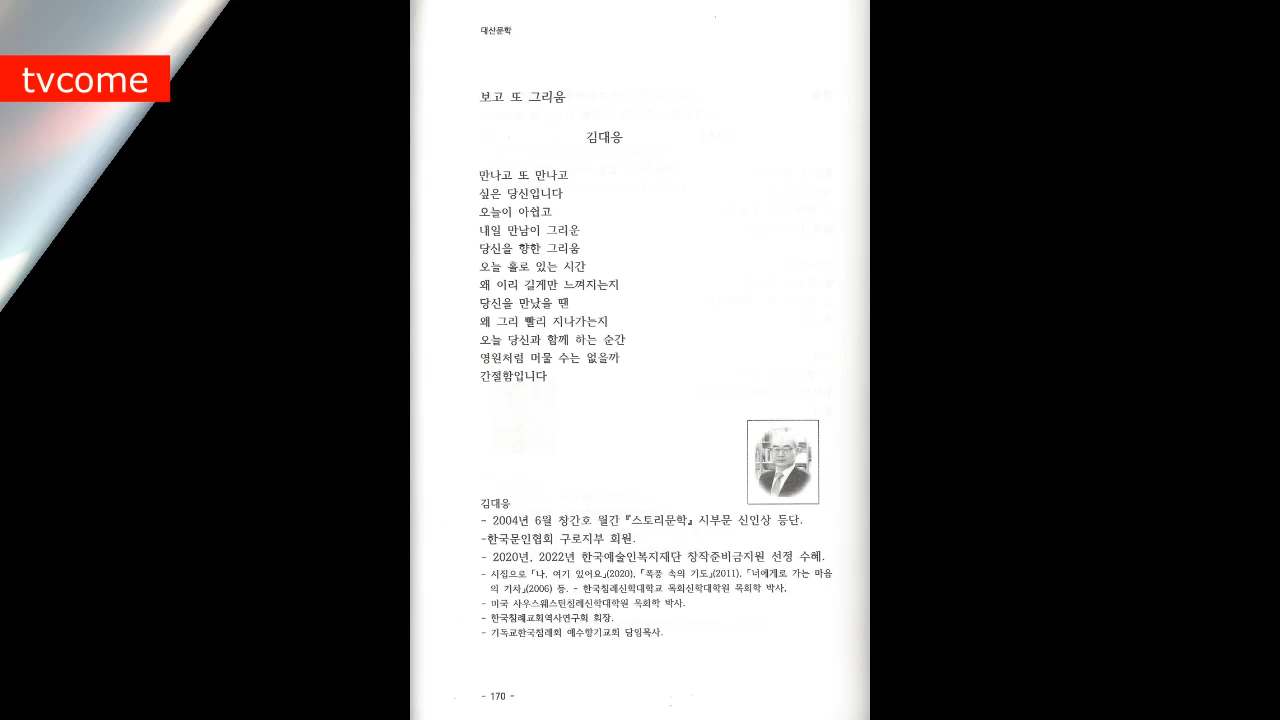 tvcome
대산문학
보고 또 그리움
김대응
만나고 또 만나고
싶은 당신입니다
오늘이 아쉽고
내일 만남이 그리운
당신을 향한 그리움
오늘 홀로 있는 시간
왜 이리 길게만 느껴지는지
당신을 만났을 땐
왜 그리 빨리 지나가는지
오늘 당신과 함께 하는 순간
영원처럼 머물 수는 없을까
간절함입니다
김대응
- 2004년 6월 창간호 월간 『스토리문학』 시부문 신인상 등단.
-한국문인협회 구로지부 회원.
- 2020년, 2022년 한국예술인복지재단 창작준비금지원 선정 수혜.
- 시집으로 「나, 여기 있어요」(2020), 「폭풍 속의 기도」(2011), 「너에게로 가는 마음
의 기차」(2006) 등. - 한국침례신학대학교 목회신학대학원 목회학 박사,
- 미국 사우스웨스턴침례신학대학원 목회학 박사.
- 한국침례교회역사연구회 회장.
- 기독교한국침례회 예수향기교회 담임목사.
- 170 -